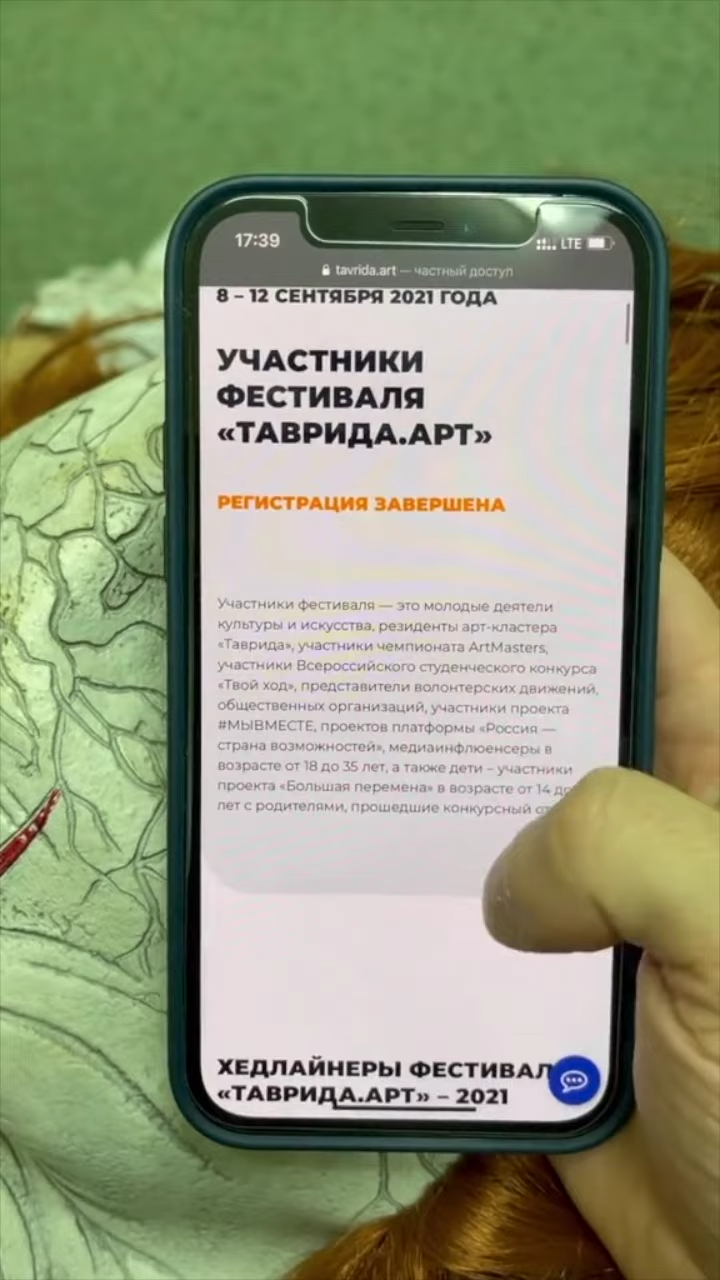 17:39
LTE
tavrida.art — частный доступ
8 – 12 СЕНТЯБРЯ 2021 ГОДА
УЧАСТНИКИ
ФЕСТИВАЛЯ
«ТАВРИДА.АРТ»
РЕГИСТРАЦИЯ ЗАВЕРШЕНА
Участники фестиваля — это молодые деятели
культуры и искусства, резиденты арт-кластера
«Таврида», участники чемпионата ArtMasters,
участники Всероссийского студенческого конкурса
«Твой ход», представители волонтерских движений,
общественных организаций, участники проекта
#МЫВМЕСТЕ, проектов платформы «Россия —
страна возможностей», медиаинфлюенсеры в
возрасте от 18 до 35 лет, а также дети – участники
проекта «Большая перемена» в возрасте от 14 до
лет с родителями, прошедшие конкурсный
ХЕДЛАЙНЕРЫ ФЕСТИВАЛ
«ТАВРИДА.АРТ» – 2021